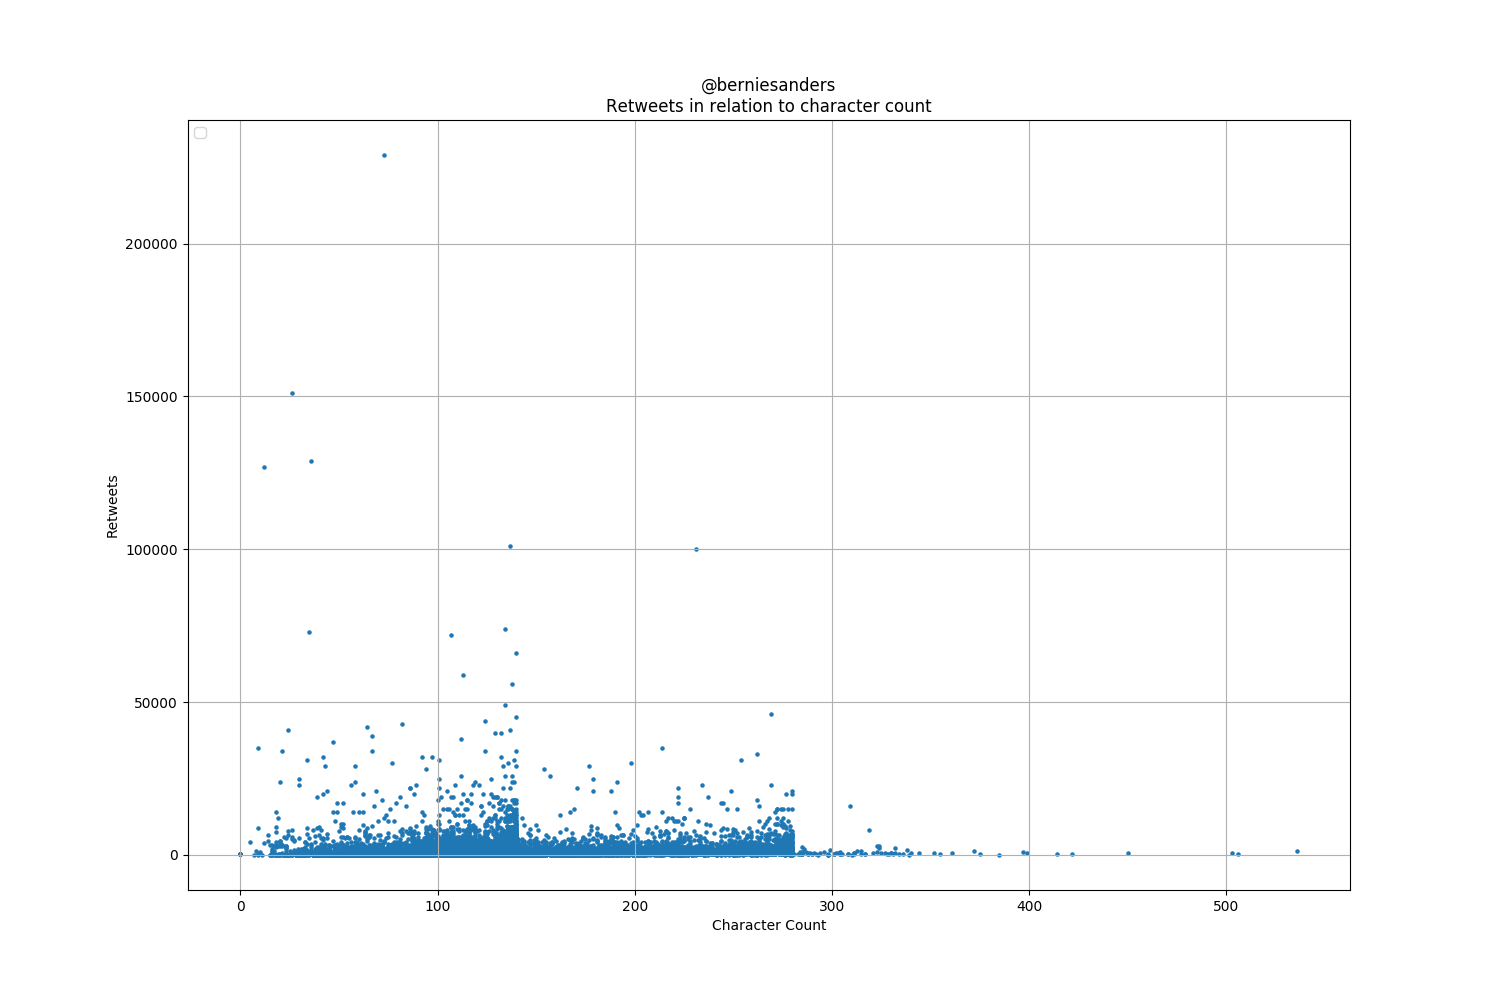 @berniesanders
Retweets in relation to character count
200000
150000
100000
50000
0
Retweets
0 100 200 300 400 500
Character Count